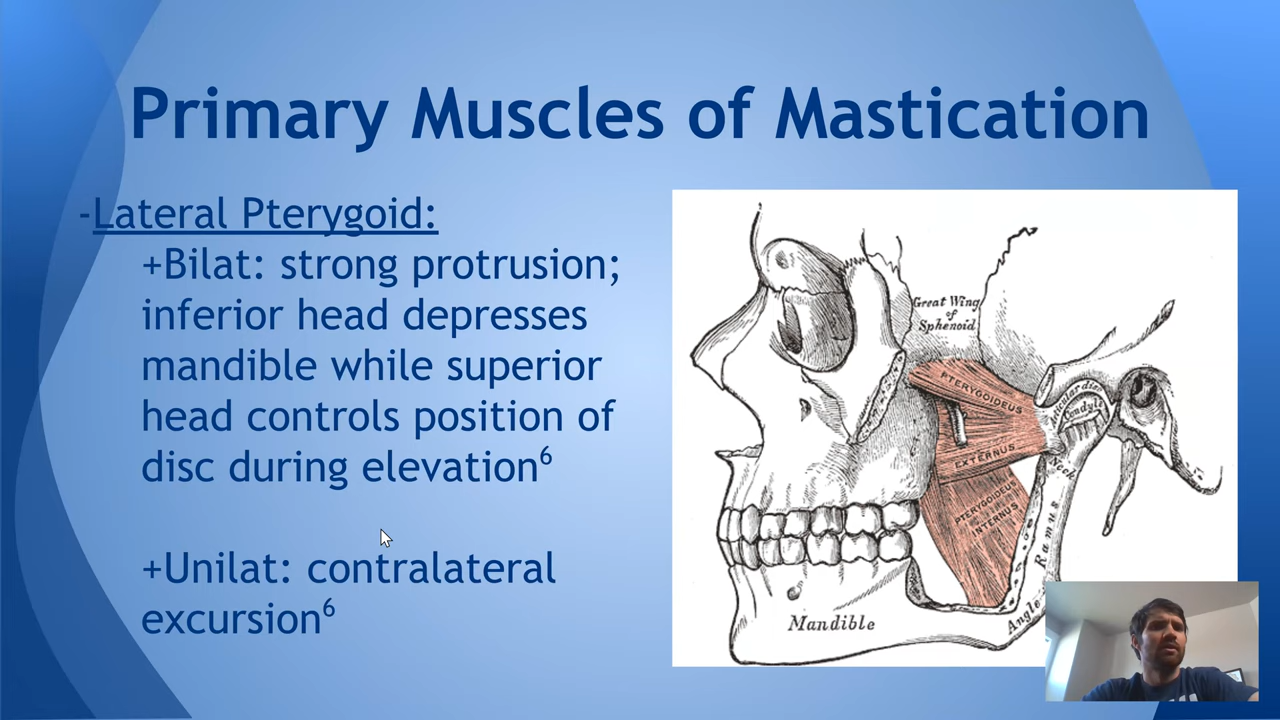 Primary Muscles of Mastication
-Lateral Pterygoid:
+Bilat: strong protrusion;
inferior head depresses
mandible while superior
head controls position of
disc during elevation6
+Unilat: contralateral
excursion6
Great Wing
of
Sphenoid
PTERYGOIDEUS
EXTERNUS
PTERYGOIDEUS
INTERNUS
Articular disc
Condyle
Neck
Ramus
Angle
Mandible